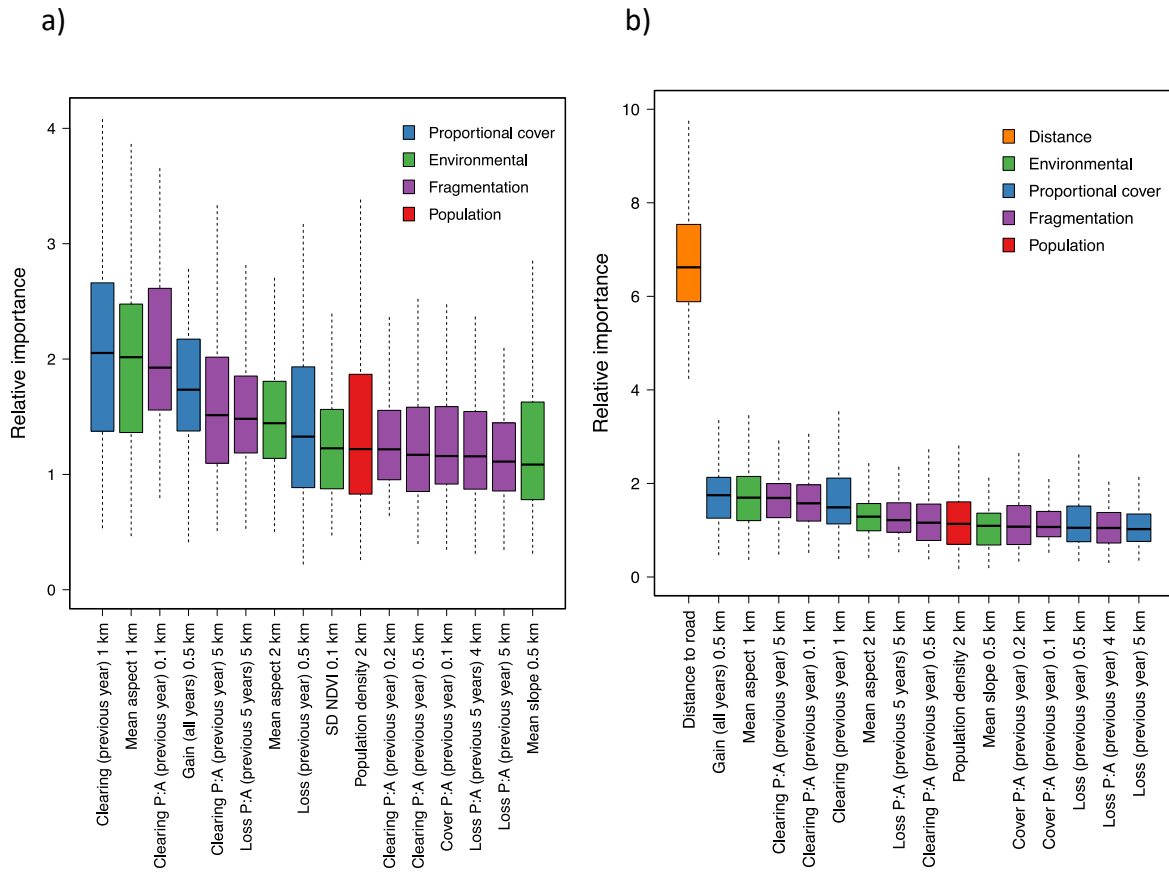 a)
4
3
2
1
0
Relative importance
Proportional cover
Environmental
Fragmentation
Population
Clearing (previous year) 1 km
Mean aspect 1 km
Clearing P:A (previous year) 0.1 km
Gain (all years) 0.5 km
Clearing P:A (previous year) 5 km
Loss P:A (previous 5 years) 5 km
Mean aspect 2 km
Loss (previous year) 0.5 km
SD NDVI 0.1 km
Population density 2 km
Clearing P:A (previous year) 0.2 km
Clearing P:A (previous year) 0.5 km
Cover P:A (previous year) 0.1 km
Loss P:A (previous 5 years) 4 km
Loss P:A (previous year) 5 km
Mean slope 0.5 km
b)
10
8
6
4
2
0
Relative importance
Distance
Environmental
Proportional cover
Fragmentation
Population
Distance to road
Gain (all years) 0.5 km
Mean aspect 1 km
Clearing P:A (previous year) 5 km
Clearing P:A (previous year) 0.1 km
Clearing (previous year) 1 km
Mean aspect 2 km
Loss P:A (previous 5 years) 5 km
Clearing P:A (previous year) 0.5 km
Population density 2 km
Mean slope 0.5 km
Cover P:A (previous year) 0.2 km
Cover P:A (previous year) 0.1 km
Loss (previous year) 0.5 km
Loss P:A (previous year) 4 km
Loss (previous year) 5 km